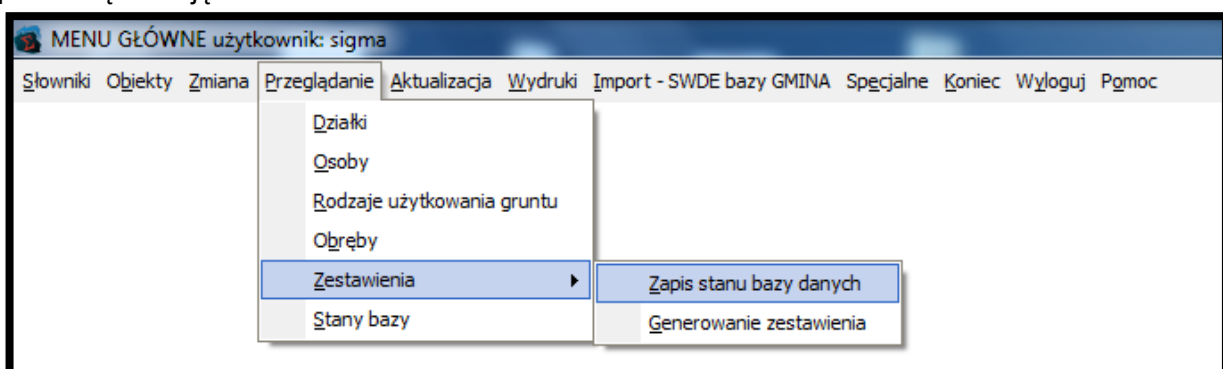 MENU GŁÓWNE użytkownik: sigma
Słowniki Obiekty Zmiana Przeglądanie Aktualizacja Wydruki Import - SWDE bazy GMINA Specjalne Koniec Wyloguj Pomoc
Działki
Osoby
Rodzaje użytkowania gruntu
Obręby
Zestawienia Zapis stanu bazy danych
Stany bazy Generowanie zestawienia